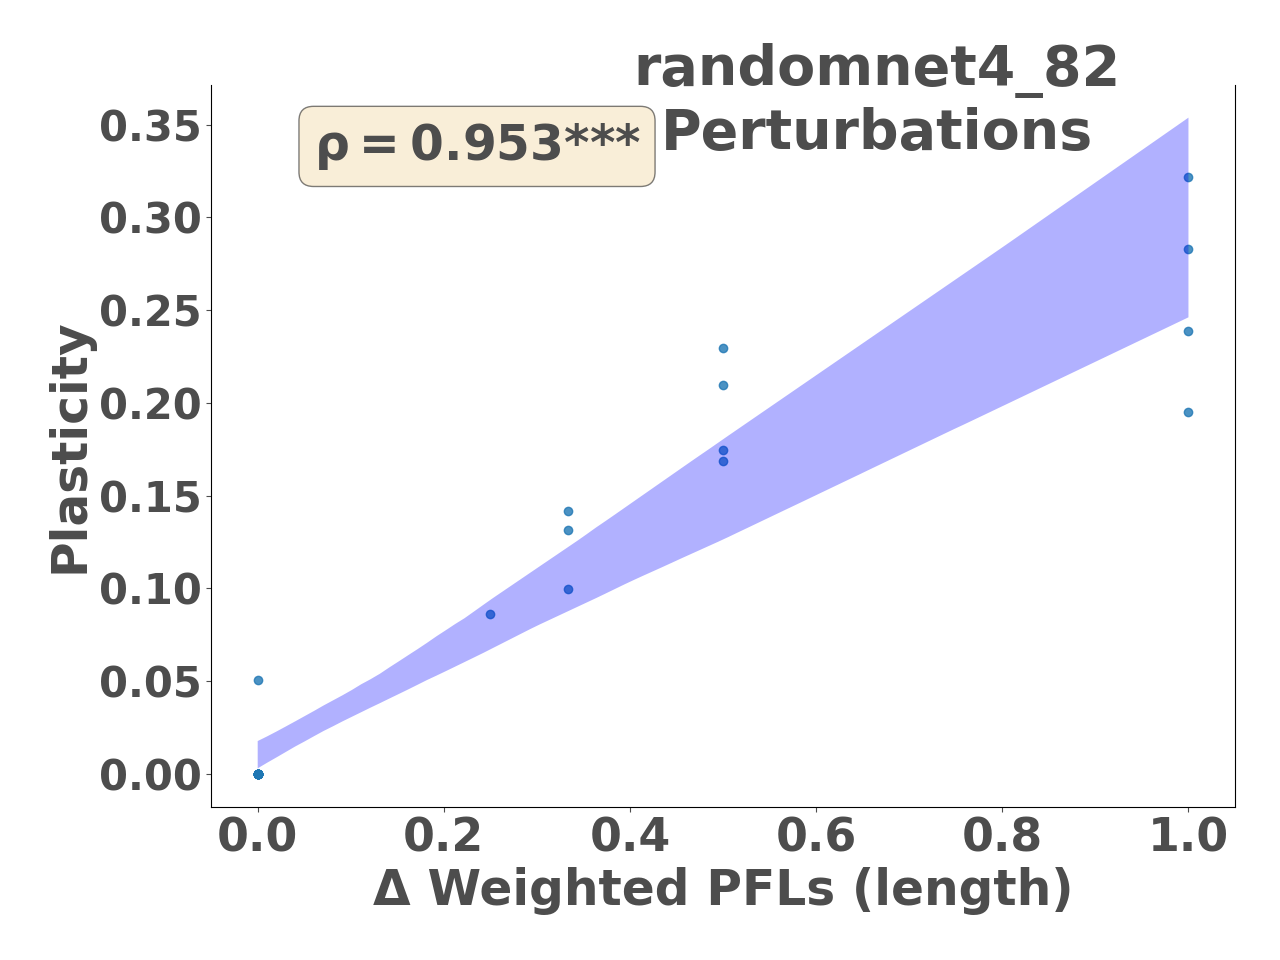 randomnet4_82
Perturbations
ρ = 0.953***
0.35
0.30
0.25
0.20
0.15
0.10
0.05
0.00
Plasticity
0.0 0.2 0.4 0.6 0.8 1.0
Δ Weighted PFLs (length)